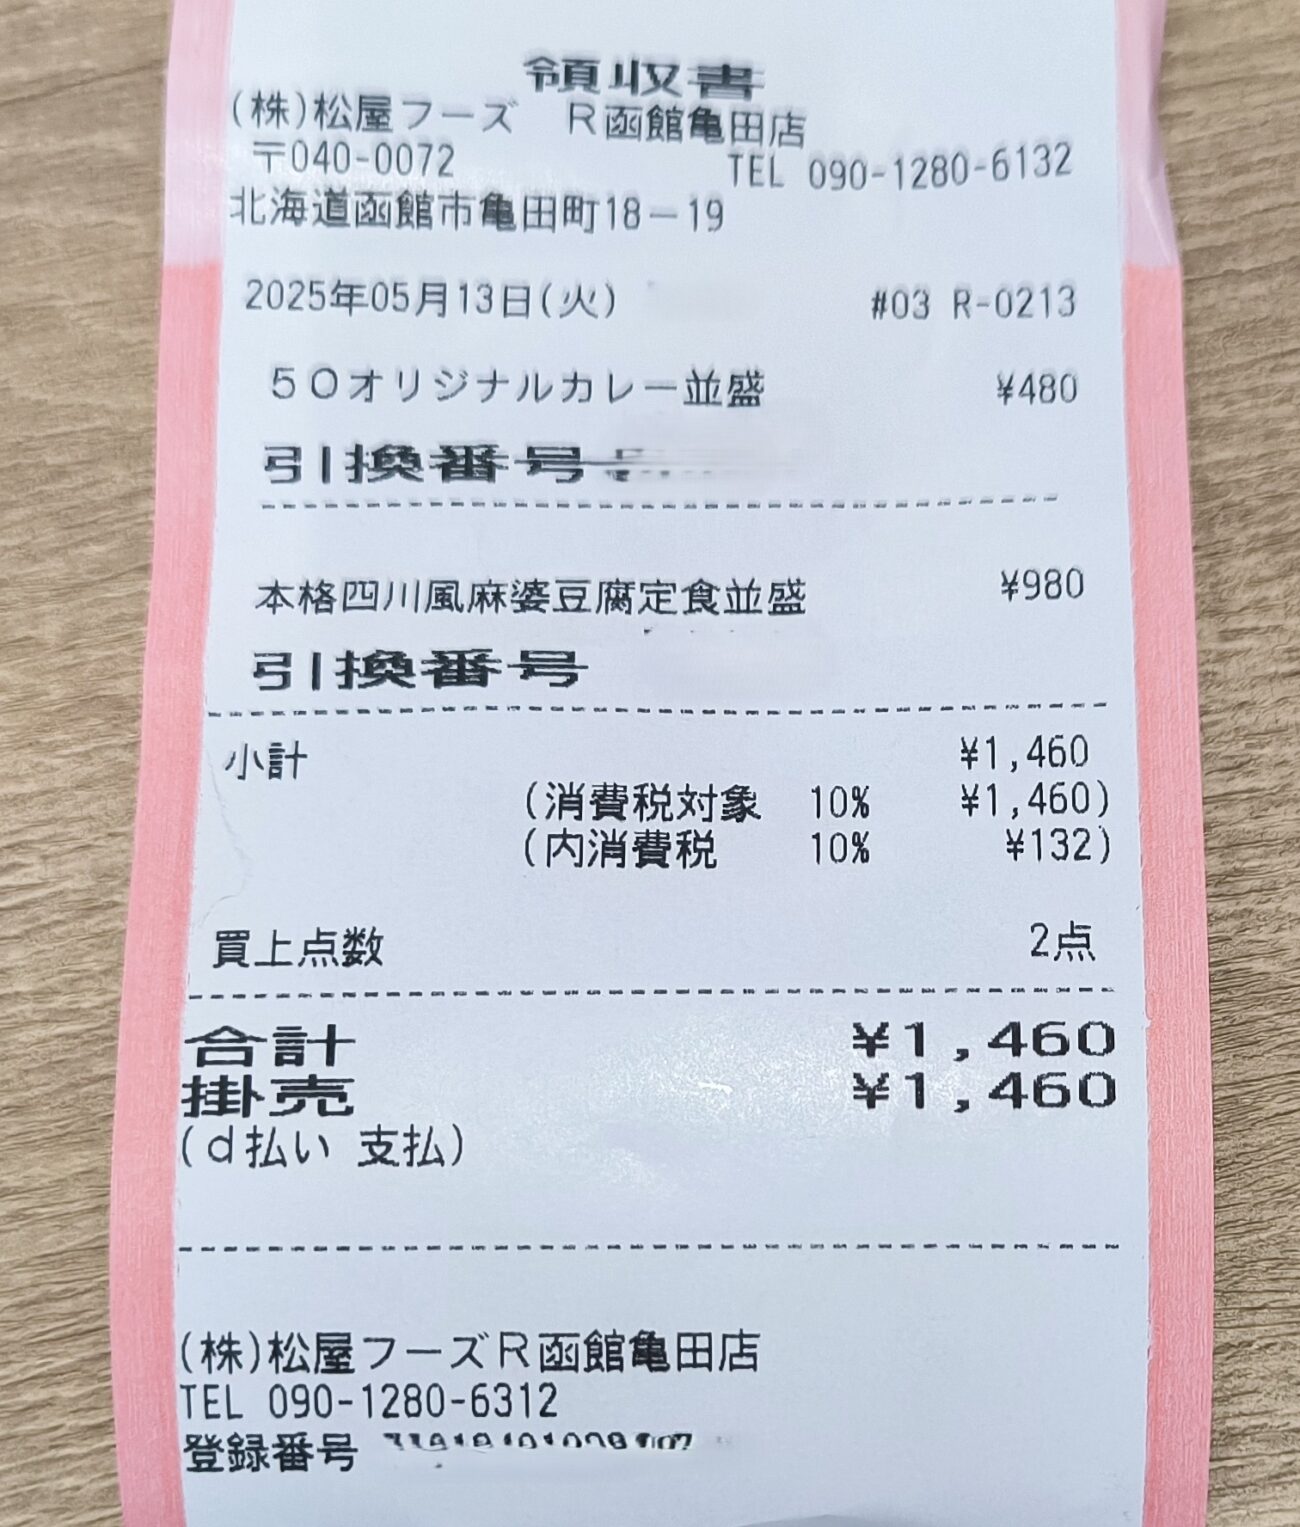 領収書
(株)松屋フーズ　R函館亀田店
〒040-0072 TEL 090-1280-6132
北海道函館市亀田町18－19
2025年05月13日(火) #03 R-0213
５０オリジナルカレー並盛 ¥480
引換番号
本格四川風麻婆豆腐定食並盛 ¥980
引換番号
小計 ¥1,460
(消費税対象 10% ¥1,460)
(内消費税 10% ¥132)
買上点数 2点
合計 ¥1,460
掛売 ¥1,460
(ｄ払い 支払)
(株)松屋フーズＲ函館亀田店
TEL 090-1280-6312
登録番号